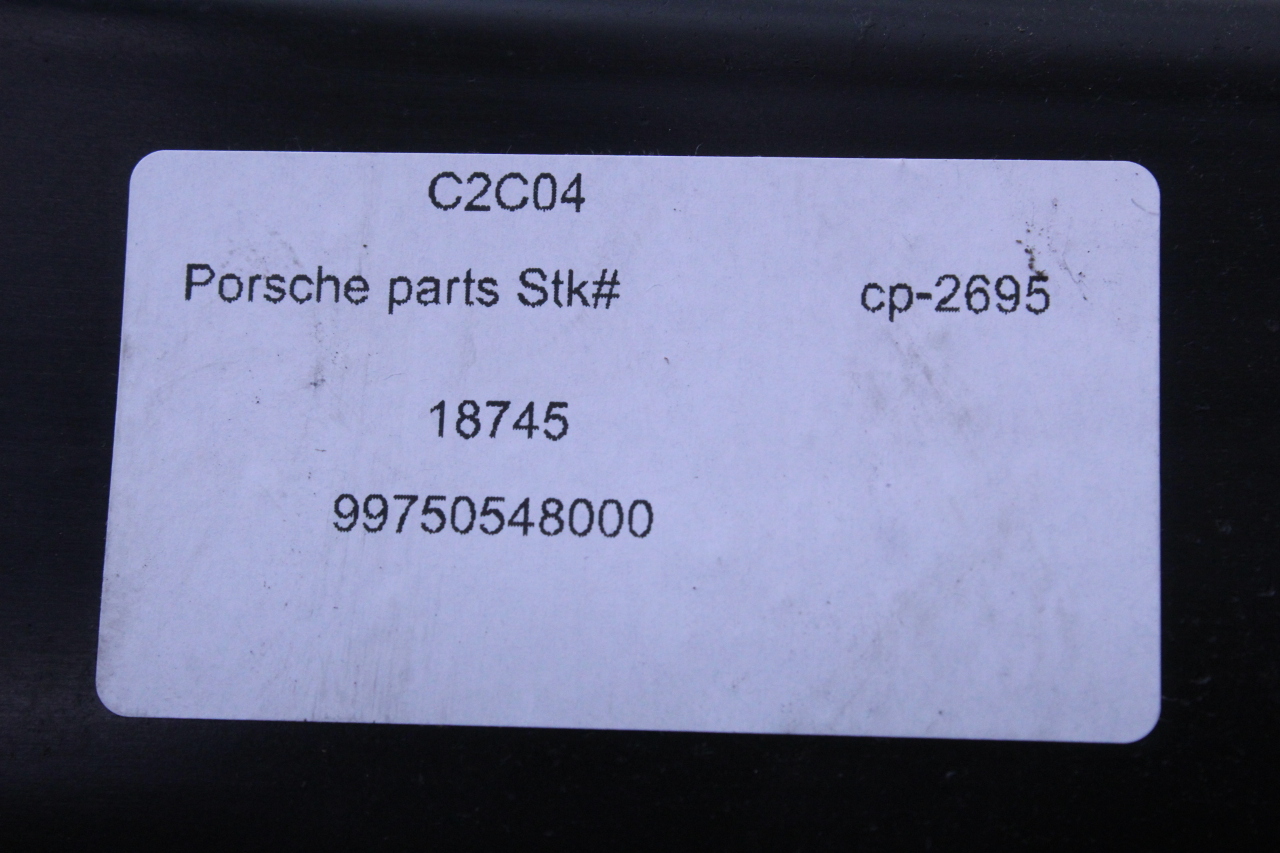 C2C04
Porsche parts Stk# cp-2695
18745
99750548000